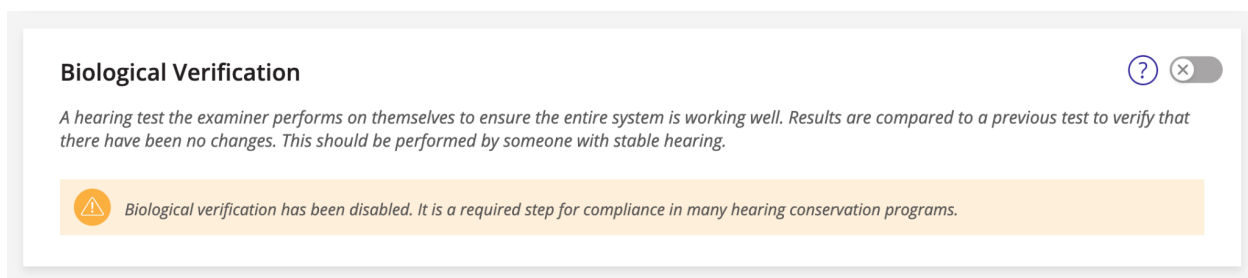 Biological Verification
?
A hearing test the examiner performs on themselves to ensure the entire system is working well. Results are compared to a previous test to verify that
there have been no changes. This should be performed by someone with stable hearing.
Biological verification has been disabled. It is a required step for compliance in many hearing conservation programs.